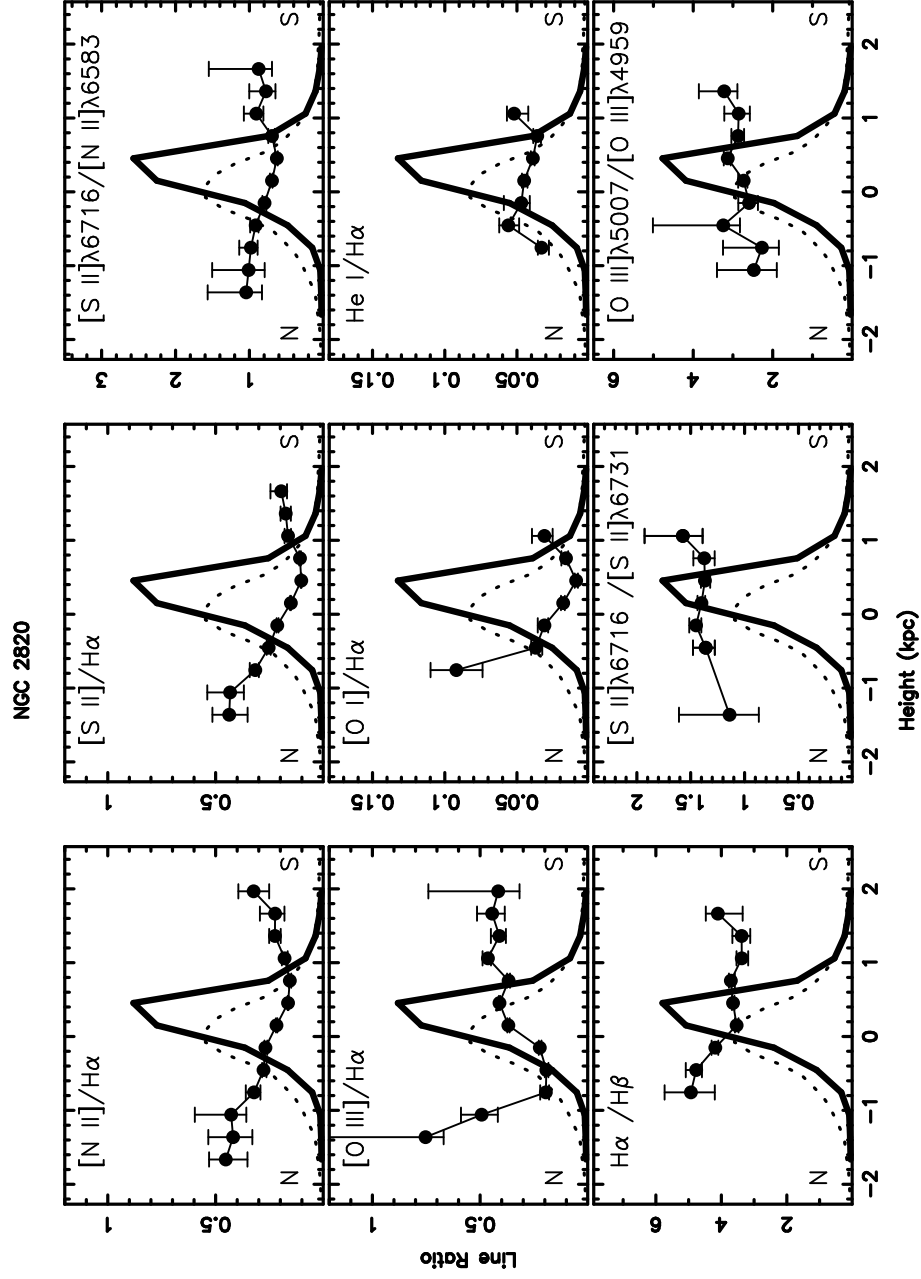 NGC 2820
[N II]/Hα
1
0.5
N S
[S II]/Hα
1
0.5
N S
[S II]λ6716/[N II]λ6583
3
2
1
N S
Line Ratio
[O III]/Hα
1
0.5
N S
[O I]/Hα
0.15
0.1
0.05
N S
He I/Hα
0.15
0.1
0.05
N S
Hα /Hβ
6
4
2
N S
−2 −1 0 1 2
[S II]λ6716 /[S II]λ6731
2
1.5
1
0.5
N S
−2 −1 0 1 2
[O III]λ5007/[O III]λ4959
6
4
2
N S
−2 −1 0 1 2
Height (kpc)